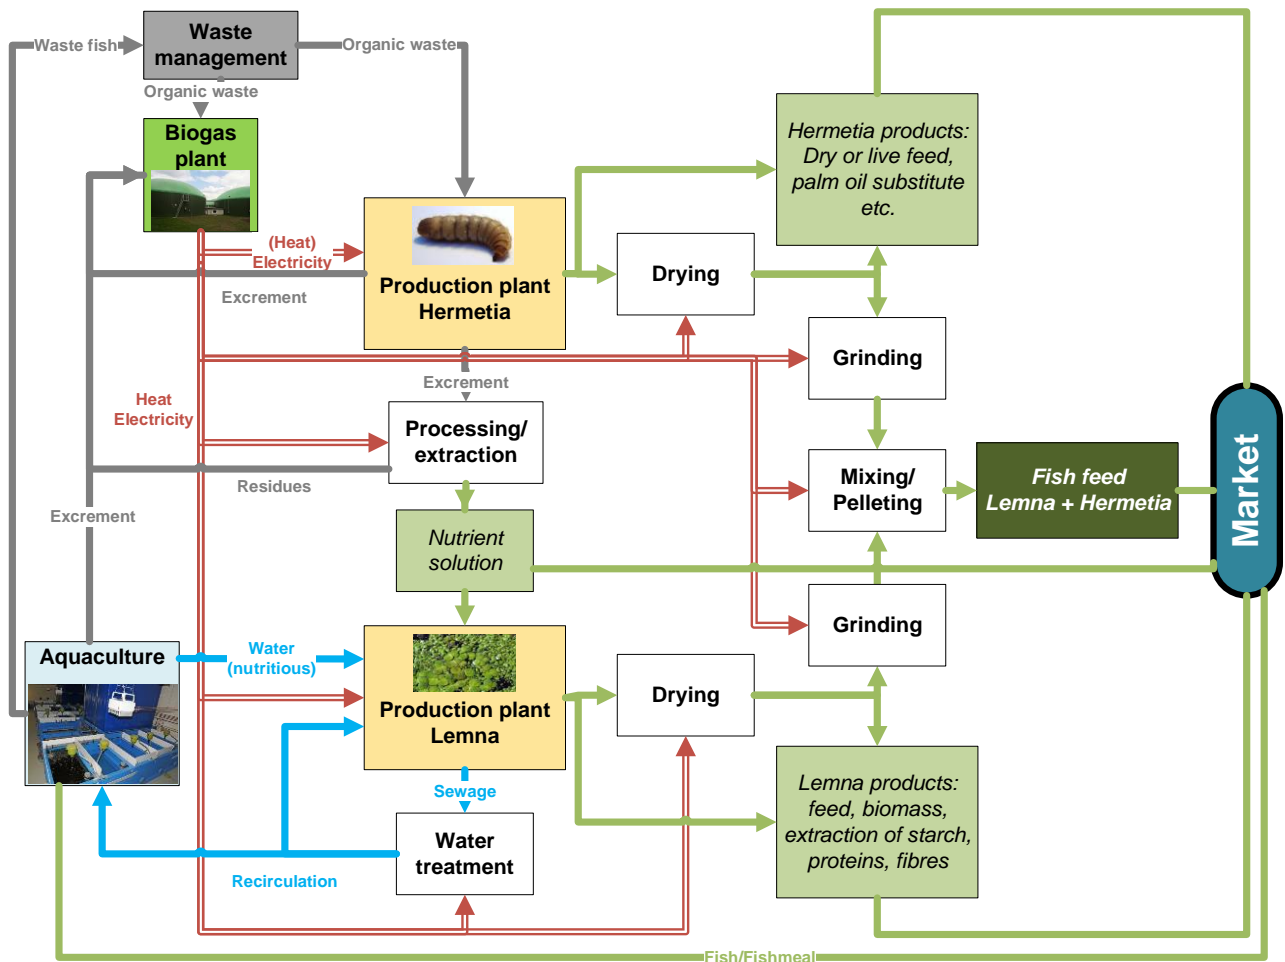 Waste
management
Waste fish
Organic waste
Organic waste
Biogas
plant
Hermetia products:
Dry or live feed,
palm oil substitute
etc.
(Heat)
Electricity
Production plant
Hermetia
Drying
Excrement
Grinding
Excrement
Heat
Electricity
Processing/
extraction
Mixing/
Pelleting
Fish feed
Lemna + Hermetia
Market
Residues
Excrement
Nutrient
solution
Grinding
Aquaculture
Water
(nutritious)
Production plant
Lemna
Drying
Sewage
Lemna products:
feed, biomass,
extraction of starch,
proteins, fibres
Water
treatment
Recirculation
Fish/Fishmeal